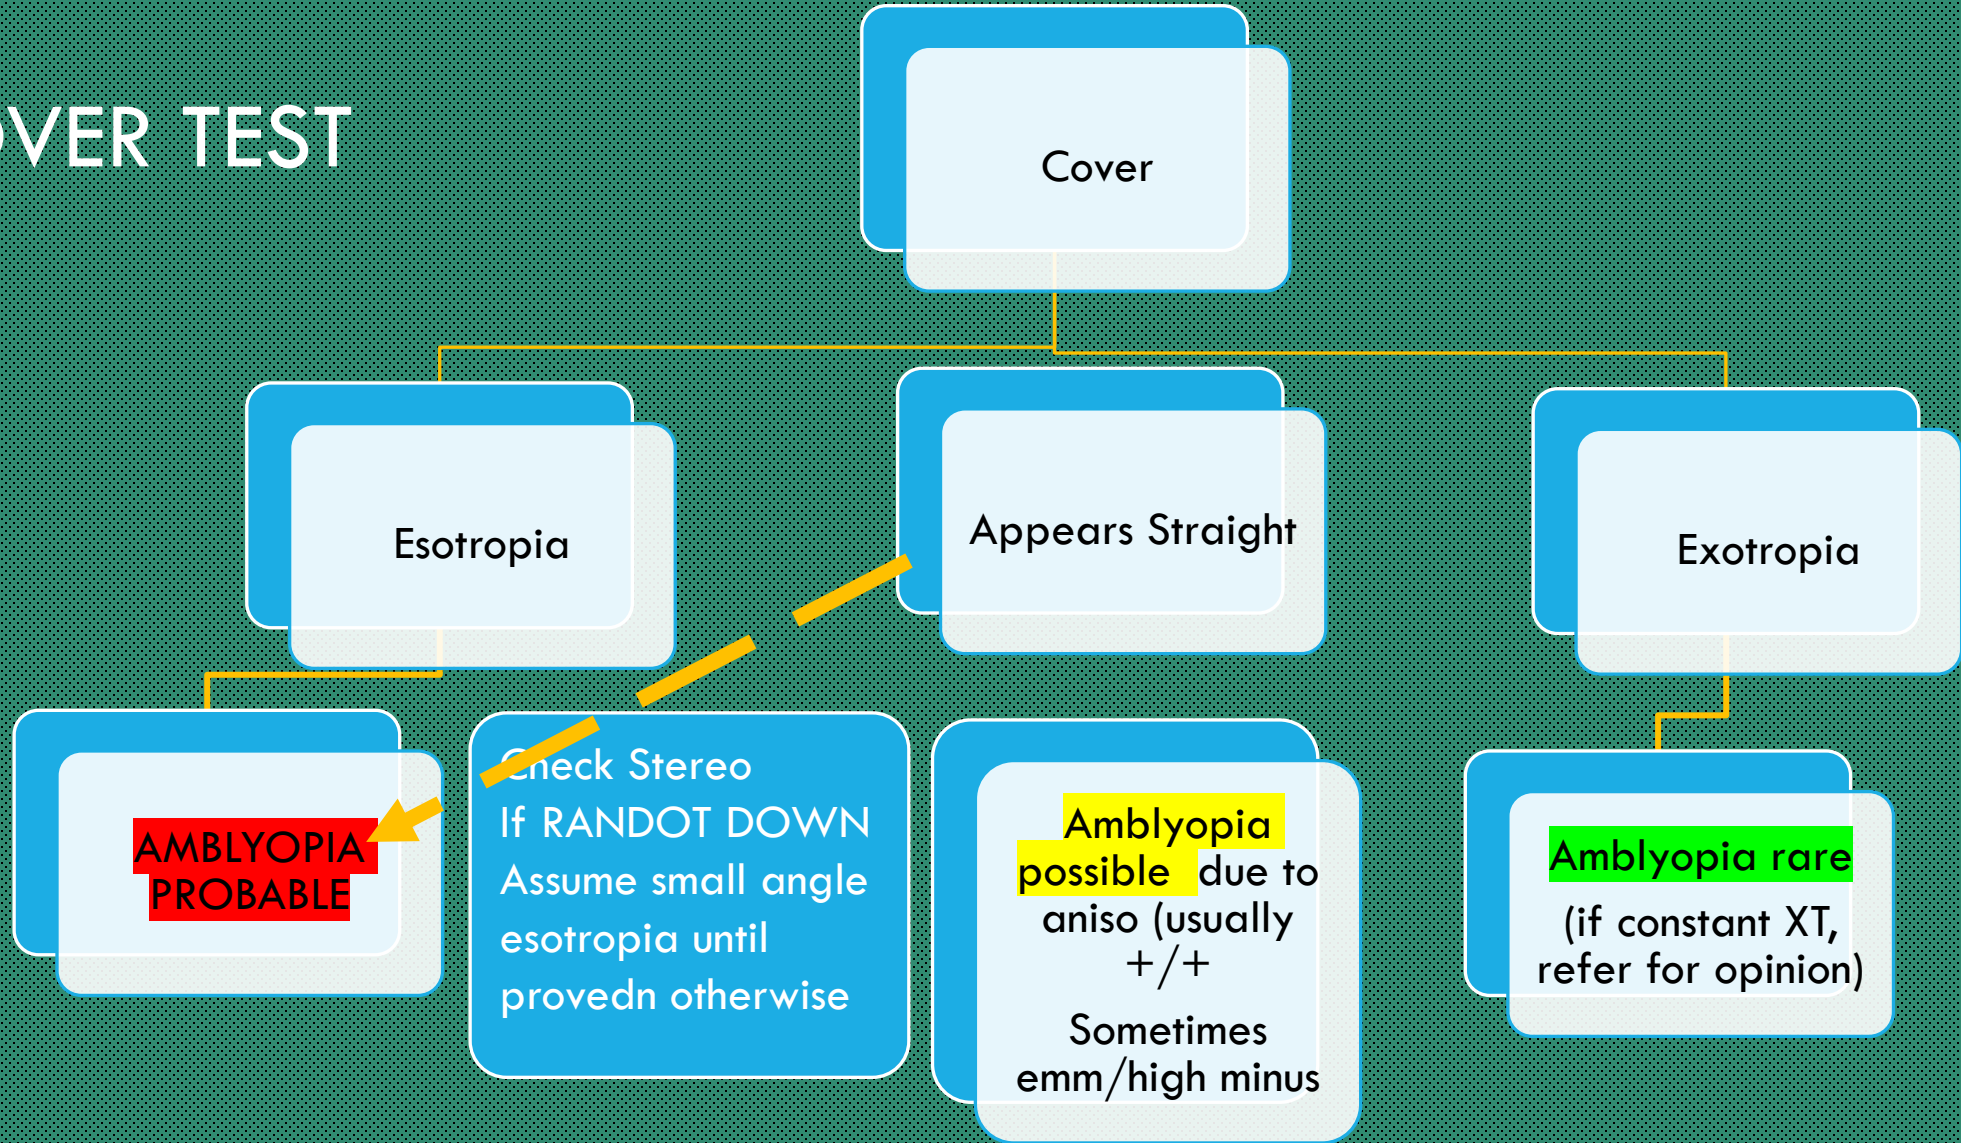 OVER TEST
Cover
Esotropia
Appears Straight
Exotropia
AMBLYOPIA
PROBABLE
Check Stereo
If RANDOT DOWN
Assume small angle
esotropia until
provedn otherwise
Amblyopia
possible due to
aniso (usually
+/+
Sometimes
emm/high minus
Amblyopia rare
(if constant XT,
refer for opinion)